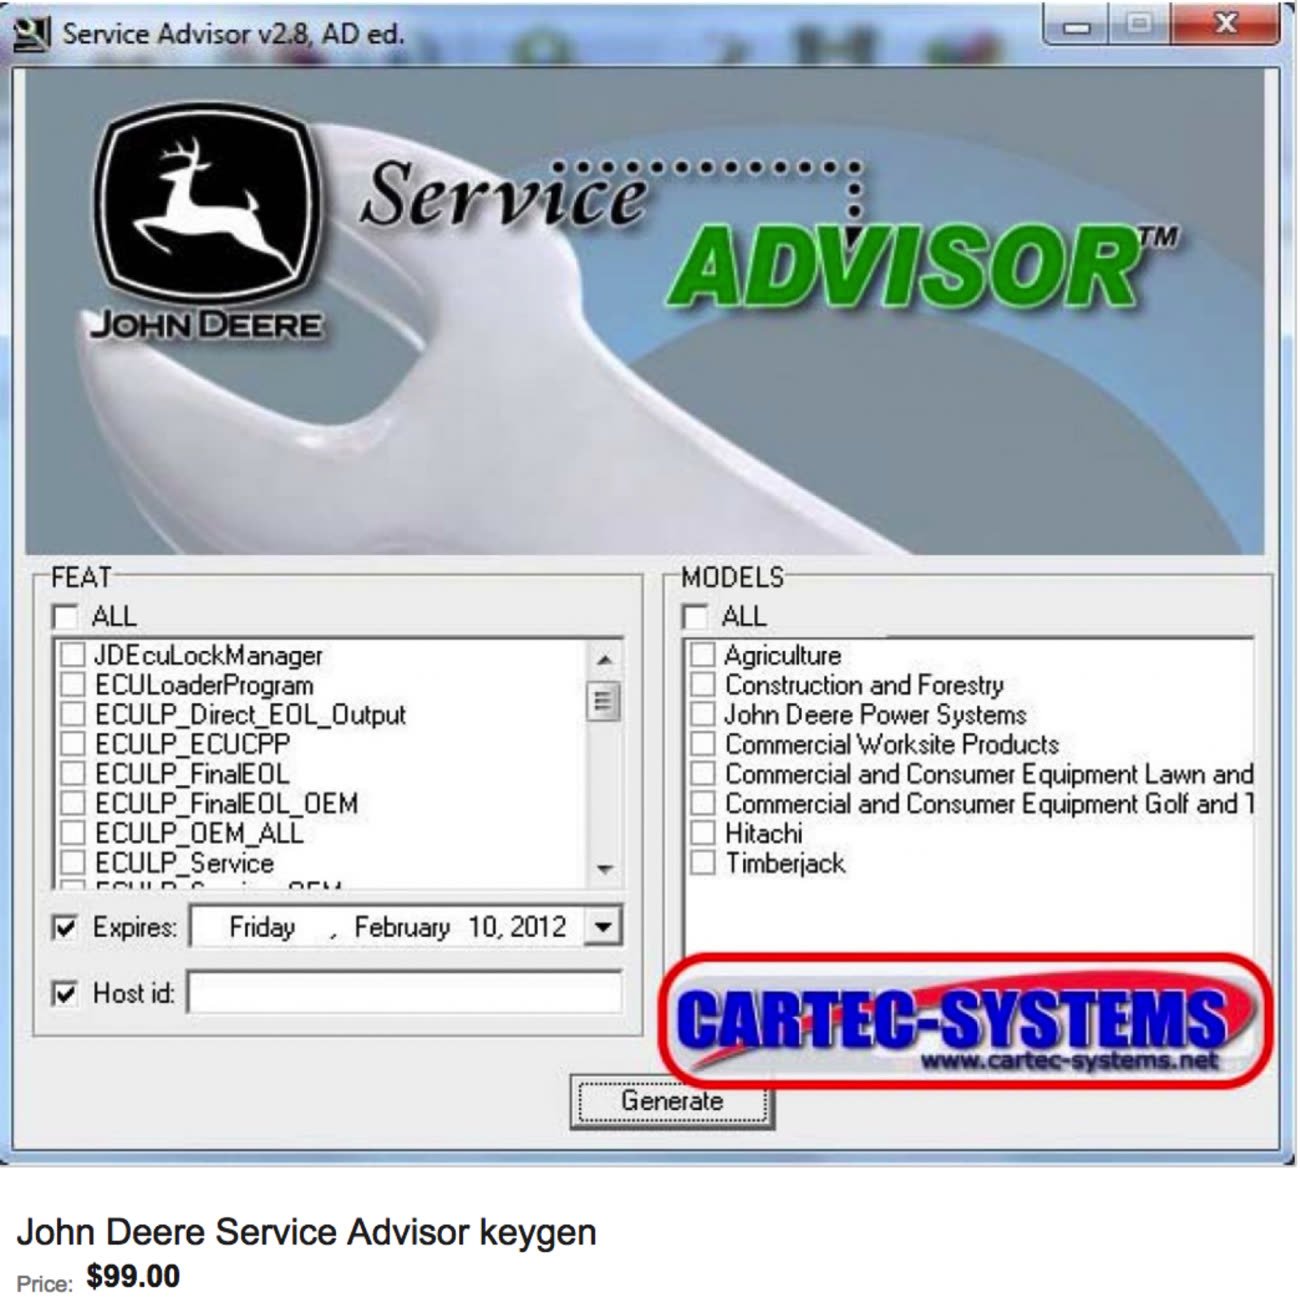 Service Advisor v2.8, AD ed.
Service
ADVISOR™
JOHN DEERE
FEAT
ALL
JDEcuLockManager
ECULoaderProgram
ECULP_Direct_EOL_Output
ECULP_ECUCPP
ECULP_FinalEOL
ECULP_FinalEOL_OEM
ECULP_OEM_ALL
ECULP_Service
Expires: Friday , February 10, 2012
Host id:
MODELS
ALL
Agriculture
Construction and Forestry
John Deere Power Systems
Commercial Worksite Products
Commercial and Consumer Equipment Lawn and
Commercial and Consumer Equipment Golf and T
Hitachi
Timberjack
CARTEC-SYSTEMS
www.cartec-systems.net
Generate
John Deere Service Advisor keygen
Price: $99.00